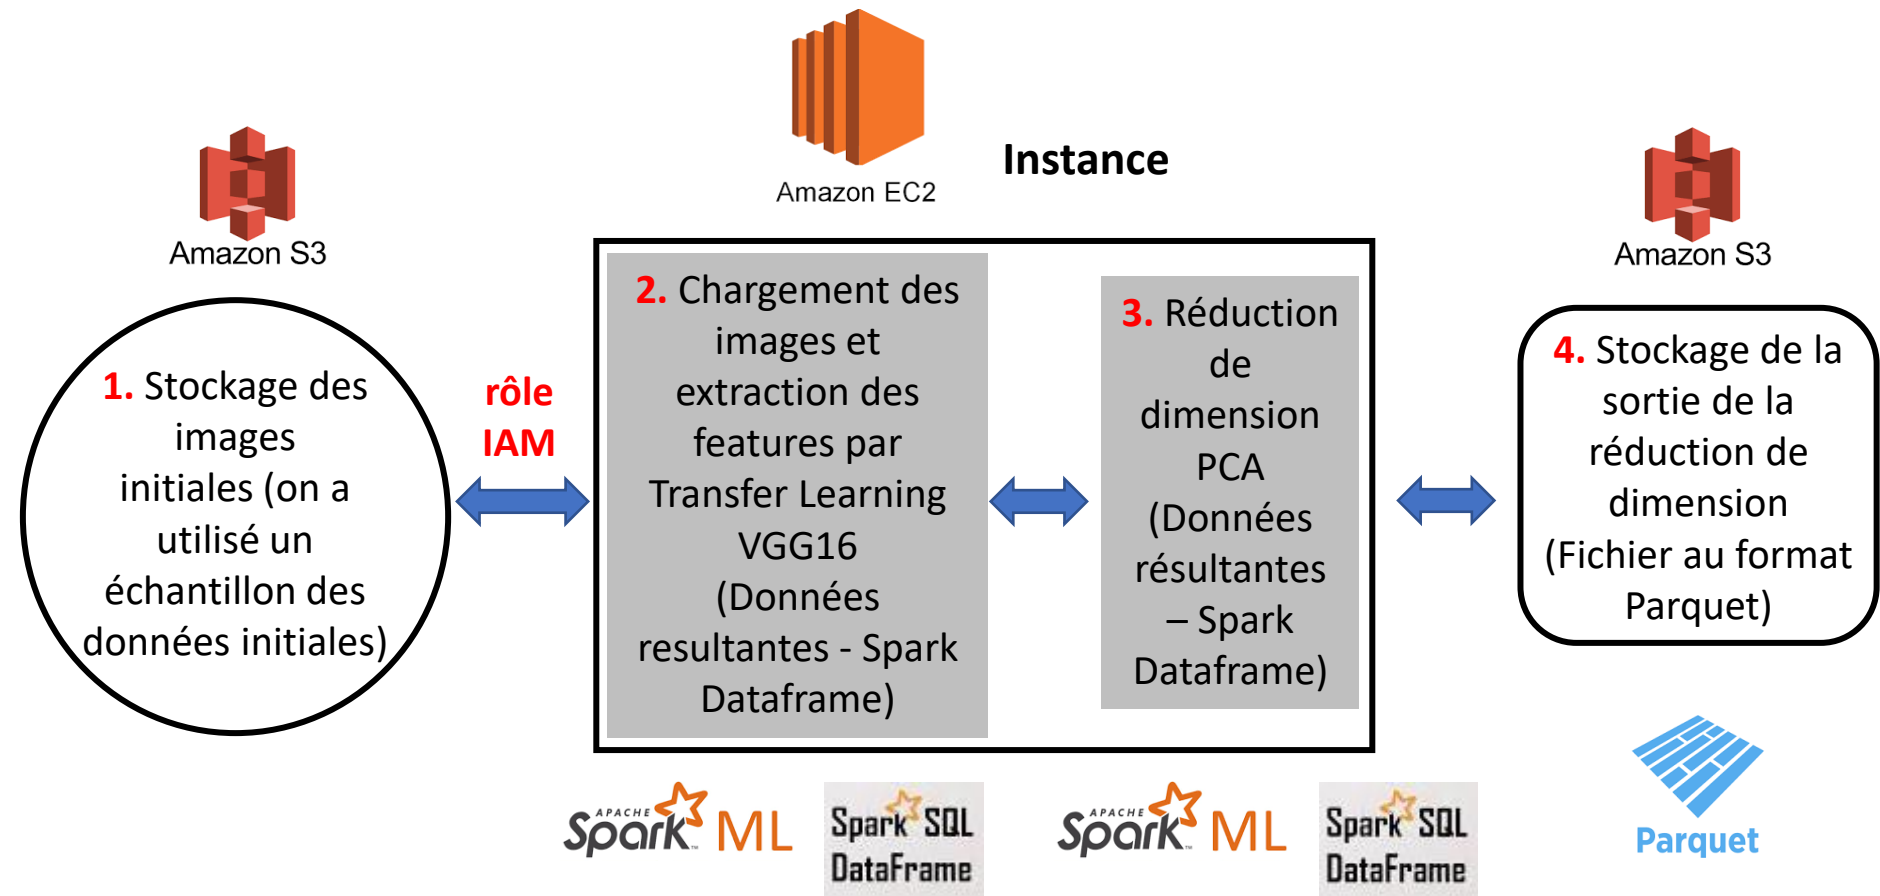 Amazon EC2
Instance
Amazon S3
1. Stockage des
images
initiales (on a
utilisé un
échantillon des
données initiales)
rôle
IAM
2. Chargement des
images et
extraction des
features par
Transfer Learning
VGG16
(Données
resultantes - Spark
Dataframe)
3. Réduction
de
dimension
PCA
(Données
résultantes
– Spark
Dataframe)
Amazon S3
4. Stockage de la
sortie de la
réduction de
dimension
(Fichier au format
Parquet)
APACHE
Spark ML
Spark SQL
DataFrame
APACHE
Spark ML
Spark SQL
DataFrame
Parquet